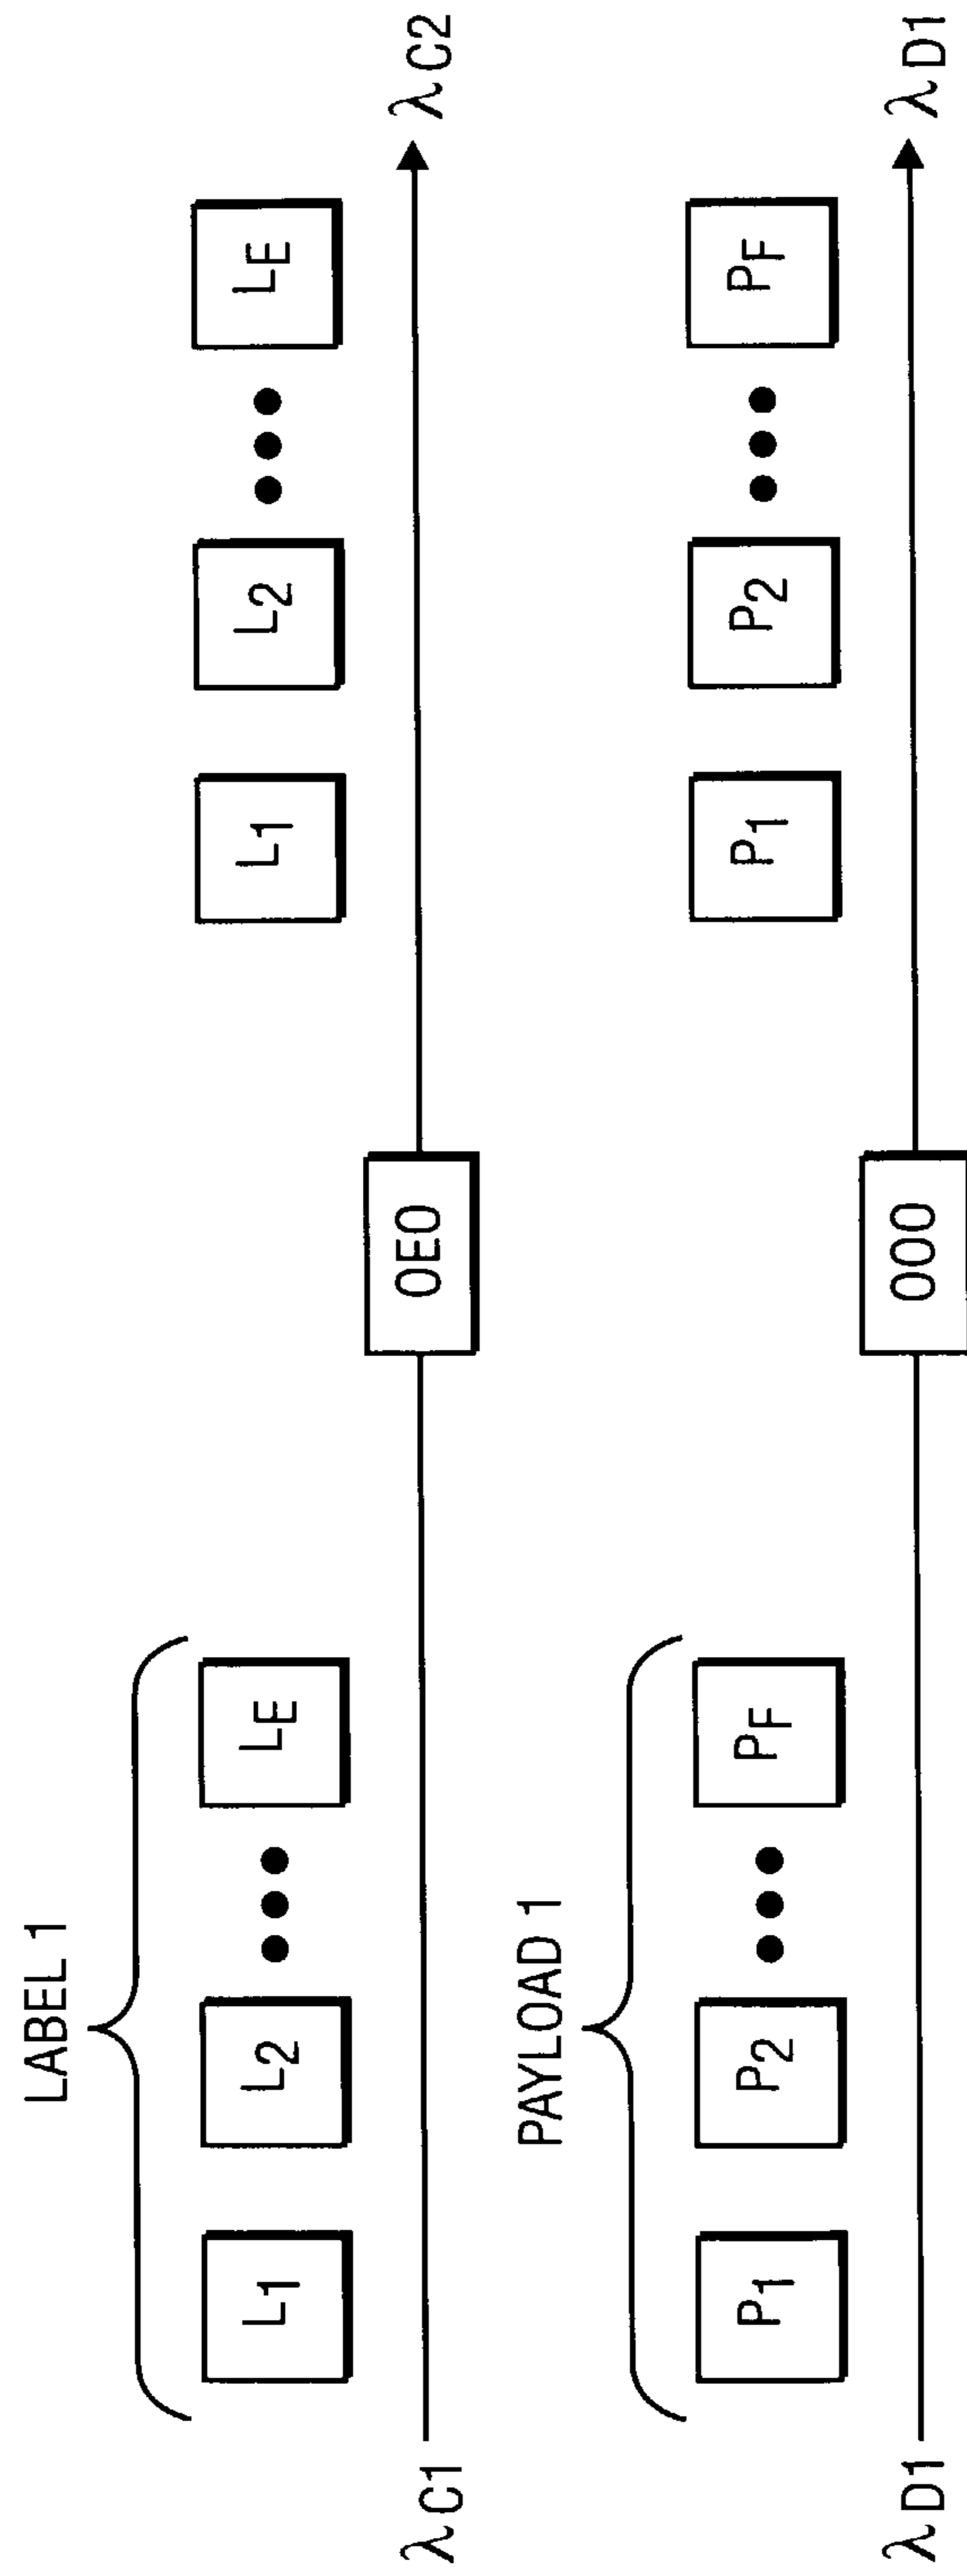 LABEL 1
L1 L2 LE L1 L2 LE
λC1 OEO λC2
PAYLOAD 1
P1 P2 PF P1 P2 PF
λD1 OOO λD1